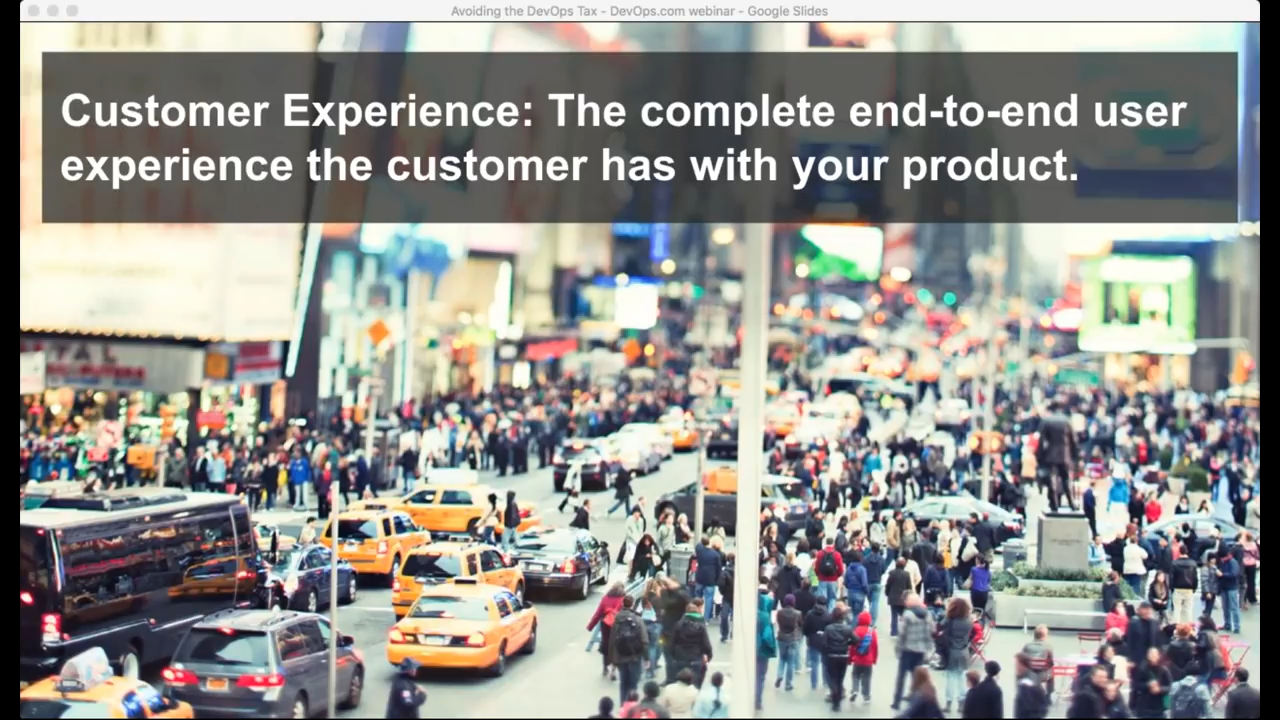 Avoiding the DevOps Tax - DevOps.com webinar - Google Slides
Customer Experience: The complete end-to-end user
experience the customer has with your product.